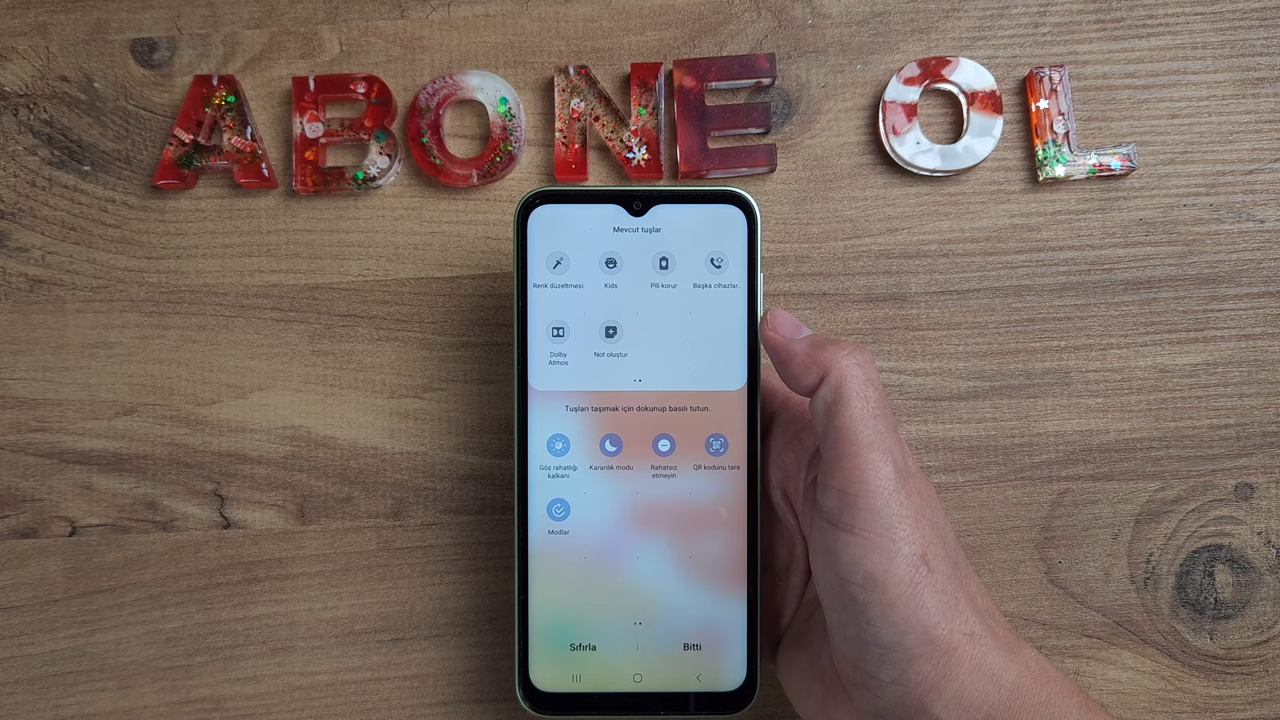 ABONE OL
Mevcut tuşlar
Renk düzeltmesi
Kids
Pili korur
Başka cihazlar..
Dolby
Atmos
Not oluştur
Tuşları taşımak için dokunup basılı tutun.
Göz rahatlığı
kalkanı
Karanlık modu
Rahatsız
etmeyin
QR kodunu tara
Modlar
Sıfırla
Bitti